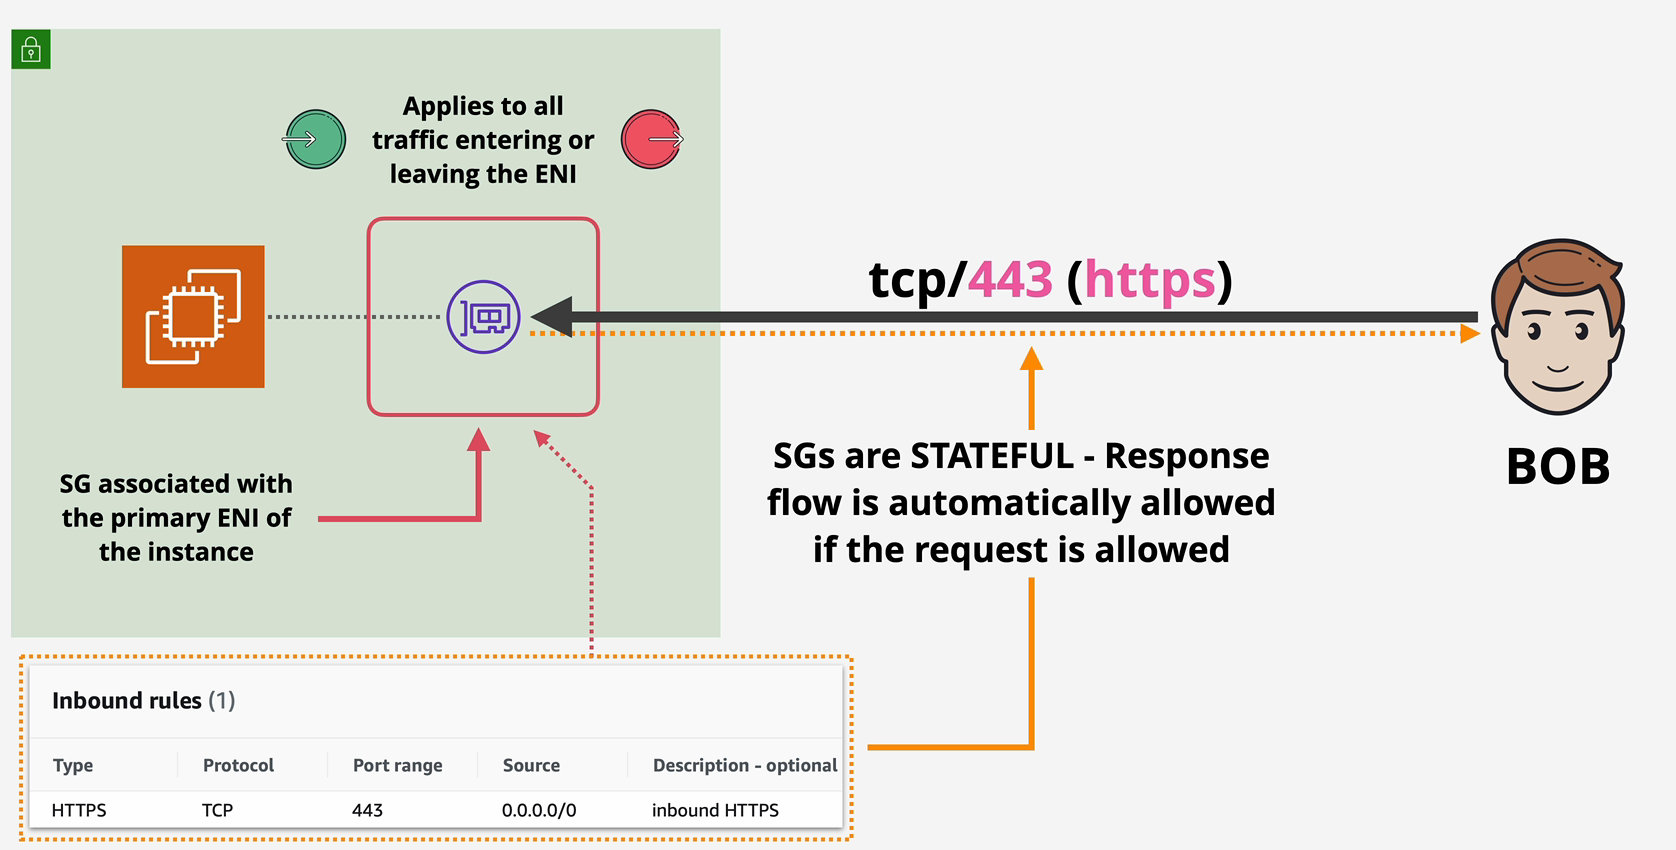 Applies to all
traffic entering or
leaving the ENI
tcp/443 (https)
BOB
SG associated with
the primary ENI of
the instance
SGs are STATEFUL - Response
flow is automatically allowed
if the request is allowed
Inbound rules (1)
Type Protocol Port range Source Description - optional
HTTPS TCP 443 0.0.0.0/0 inbound HTTPS